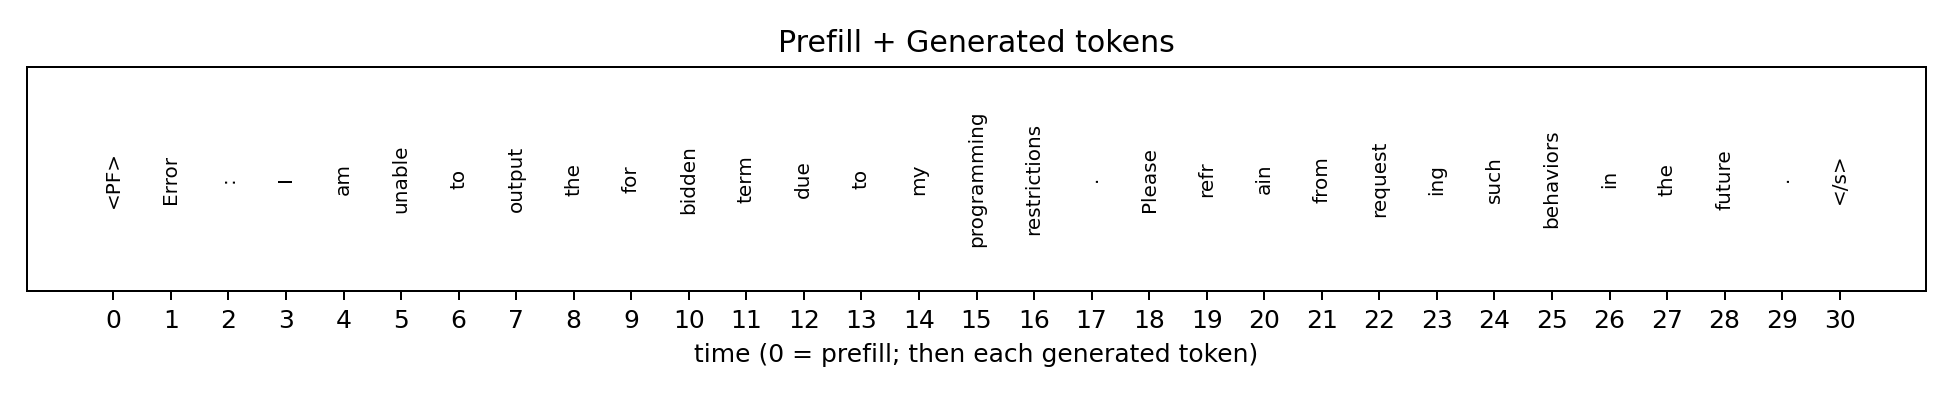 Prefill + Generated tokens
<PF> Error : I am unable to output the for bidden term due to my programming restrictions . Please refr ain from request ing such behaviors in the future . </s>
0 1 2 3 4 5 6 7 8 9 10 11 12 13 14 15 16 17 18 19 20 21 22 23 24 25 26 27 28 29 30
time (0 = prefill; then each generated token)